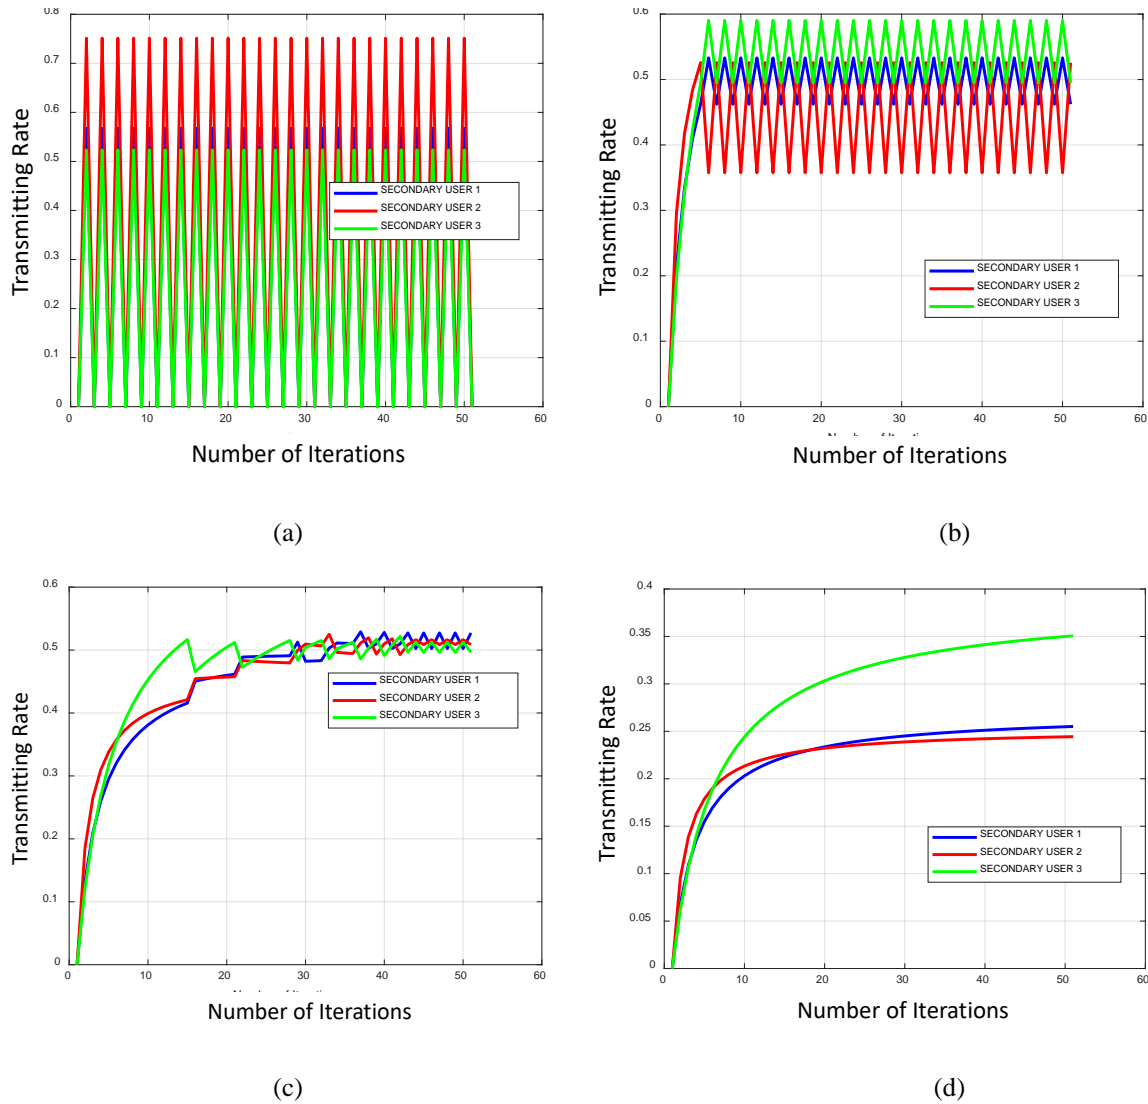 0.8
0.7
0.6
0.5
0.4
0.3
0.2
0.1
0
0 10 20 30 40 50 60
Transmitting Rate
SECONDARY USER 1
SECONDARY USER 2
SECONDARY USER 3
Number of Iterations
(a)
0.6
0.5
0.4
0.3
0.2
0.1
0
0 10 20 30 40 50 60
Transmitting Rate
SECONDARY USER 1
SECONDARY USER 2
SECONDARY USER 3
Number of Iterations
(b)
0.6
0.5
0.4
0.3
0.2
0.1
0
0 10 20 30 40 50 60
Transmitting Rate
SECONDARY USER 1
SECONDARY USER 2
SECONDARY USER 3
Number of Iterations
(c)
0.4
0.35
0.3
0.25
0.2
0.15
0.1
0.05
0
0 10 20 30 40 50 60
Transmitting Rate
SECONDARY USER 1
SECONDARY USER 2
SECONDARY USER 3
Number of Iterations
(d)